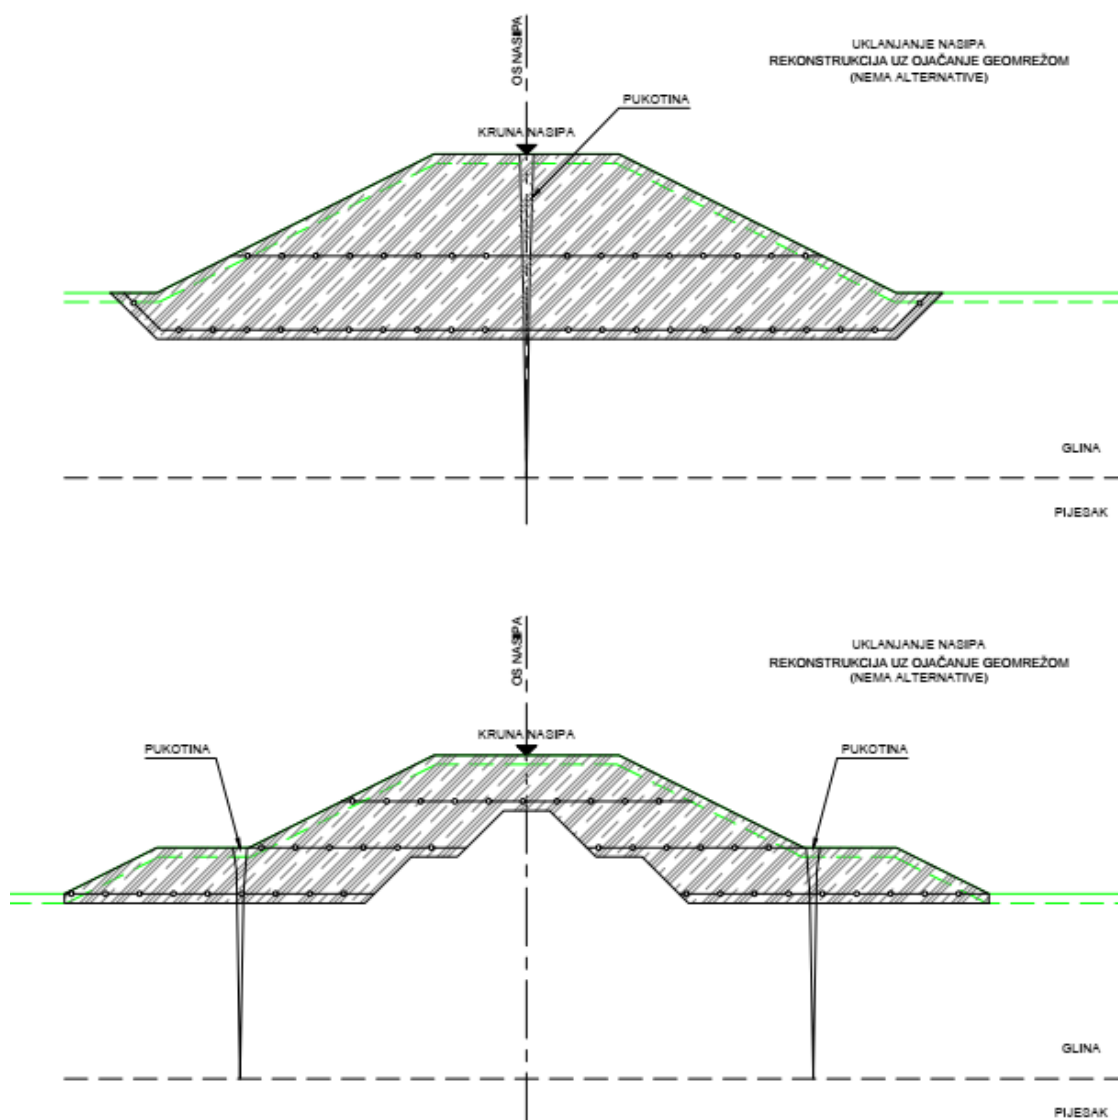 OS NASIPA
UKLANJANJE NASIPA
REKONSTRUKCIJA UZ OJAČANJE GEOMREŽOM
(NEMA ALTERNATIVE)
PUKOTINA
KRUNA NASIPA
GLINA
PIJESAK
OS NASIPA
UKLANJANJE NASIPA
REKONSTRUKCIJA UZ OJAČANJE GEOMREŽOM
(NEMA ALTERNATIVE)
KRUNA NASIPA
PUKOTINA
PUKOTINA
GLINA
PIJESAK